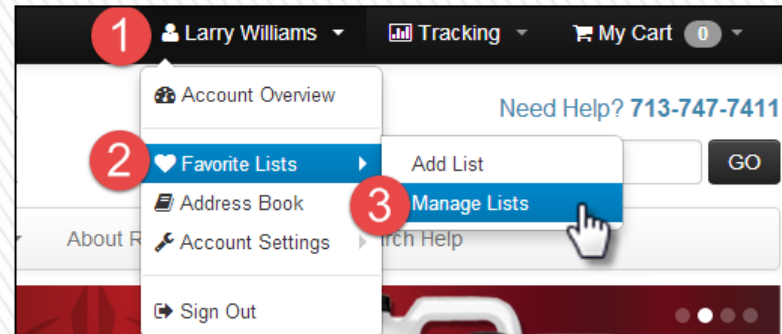 1 Larry Williams Tracking My Cart 0
Account Overview
Need Help? 713-747-7411
2 Favorite Lists Add List GO
Address Book 3 Manage Lists
About R Account Settings rch Help
Sign Out